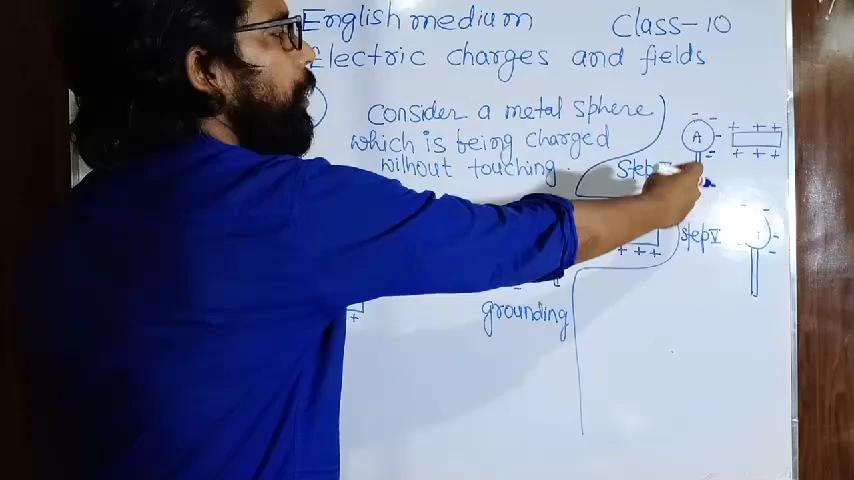 English medium Class-10
Electric charges and fields
Consider a metal sphere
which is being charged
without touching
Step
A
Step V
grounding